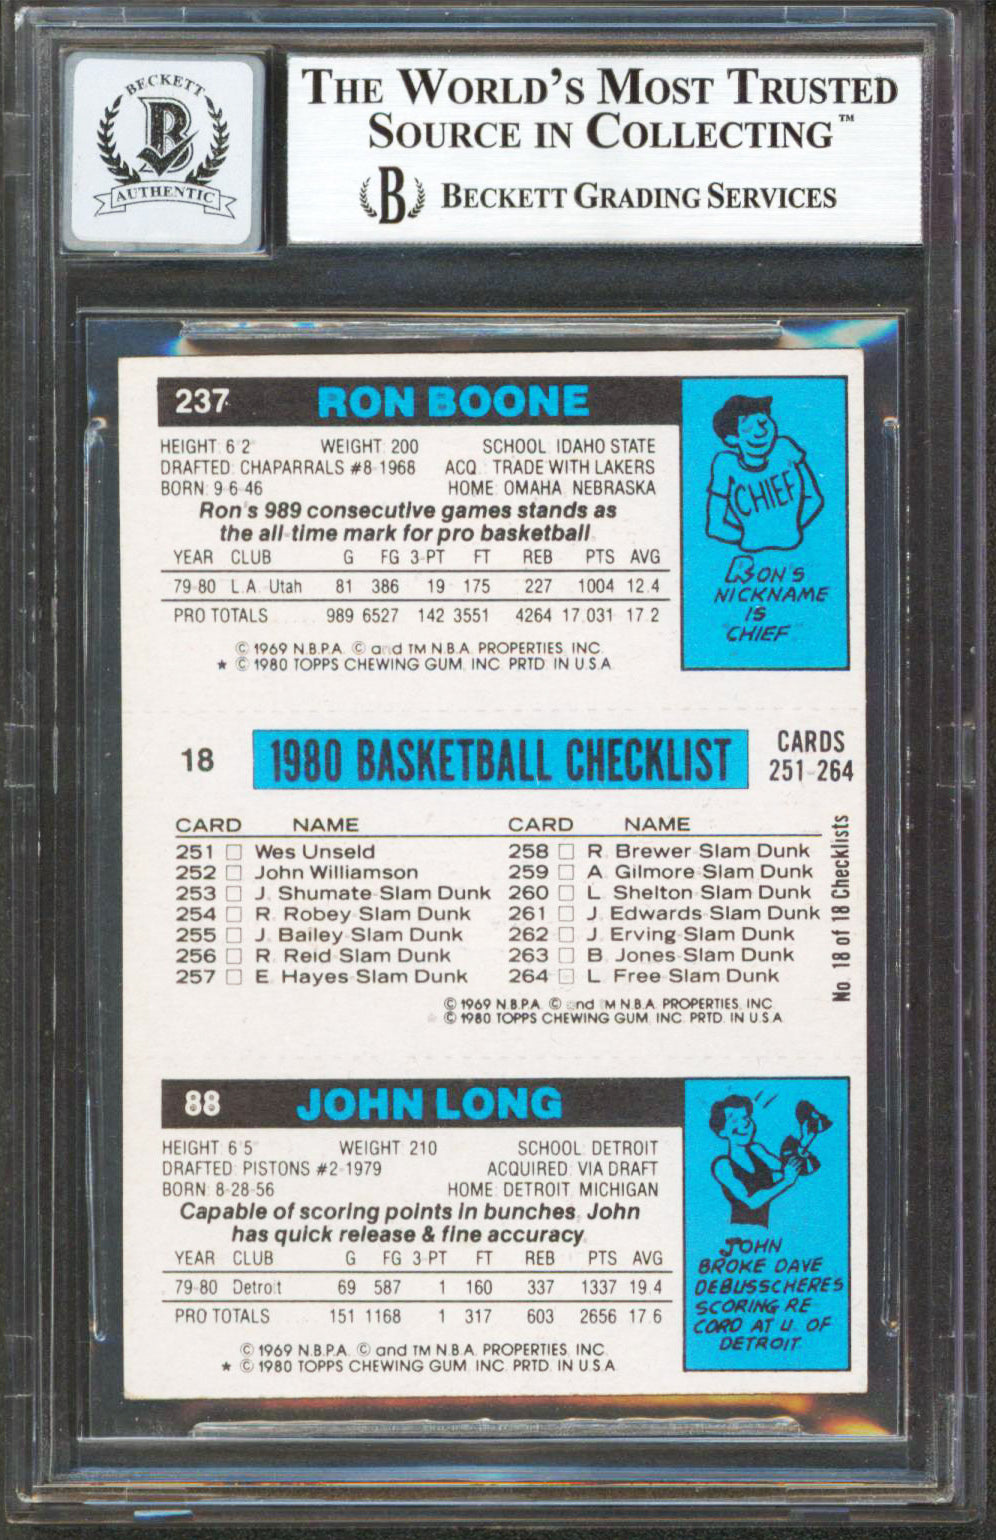 BECKETT
AUTHENTIC
THE WORLD'S MOST TRUSTED
SOURCE IN COLLECTING™
B BECKETT GRADING SERVICES
237 RON BOONE
HEIGHT: 6'2" WEIGHT: 200 SCHOOL: IDAHO STATE
DRAFTED: CHAPARRALS #8-1968 ACQ.: TRADE WITH LAKERS
BORN: 9-6-46 HOME: OMAHA, NEBRASKA
Ron's 989 consecutive games stands as
the all-time mark for pro basketball.
YEAR CLUB G FG 3-PT FT REB PTS AVG
79-80 L.A.-Utah 81 386 19 175 227 1004 12.4
PRO TOTALS 989 6527 142 3551 4264 17,031 17.2
© 1969 N.B.P.A. © and TM N.B.A. PROPERTIES, INC.
★ © 1980 TOPPS CHEWING GUM, INC. PRTD. IN U.S.A.
CHIEF
RON'S
NICKNAME
IS
"CHIEF"
18 1980 BASKETBALL CHECKLIST CARDS
251-264
CARD NAME CARD NAME
251 □ Wes Unseld 258 □ R. Brewer-Slam Dunk
252 □ John Williamson 259 □ A. Gilmore-Slam Dunk
253 □ J. Shumate-Slam Dunk 260 □ L. Shelton-Slam Dunk
254 □ R. Robey-Slam Dunk 261 □ J. Edwards-Slam Dunk
255 □ J. Bailey-Slam Dunk 262 □ J. Erving-Slam Dunk
256 □ R. Reid-Slam Dunk 263 □ B. Jones-Slam Dunk
257 □ E. Hayes-Slam Dunk 264 □ L. Free-Slam Dunk
No. 18 of 18 Checklists
© 1969 N.B.P.A. © and TM N.B.A. PROPERTIES, INC.
© 1980 TOPPS CHEWING GUM, INC. PRTD. IN U.S.A.
88 JOHN LONG
HEIGHT: 6'5" WEIGHT: 210 SCHOOL: DETROIT
DRAFTED: PISTONS #2-1979 ACQUIRED: VIA DRAFT
BORN: 8-28-56 HOME: DETROIT, MICHIGAN
Capable of scoring points in bunches, John
has quick release & fine accuracy.
YEAR CLUB G FG 3-PT FT REB PTS AVG
79-80 Detroit 69 587 1 160 337 1337 19.4
PRO TOTALS 151 1168 1 317 603 2656 17.6
© 1969 N.B.P.A. © and TM N.B.A. PROPERTIES, INC.
★ © 1980 TOPPS CHEWING GUM, INC. PRTD. IN U.S.A.
JOHN
BROKE DAVE
DEBUSSCHERES
SCORING RE
CORD AT U. OF
DETROIT.